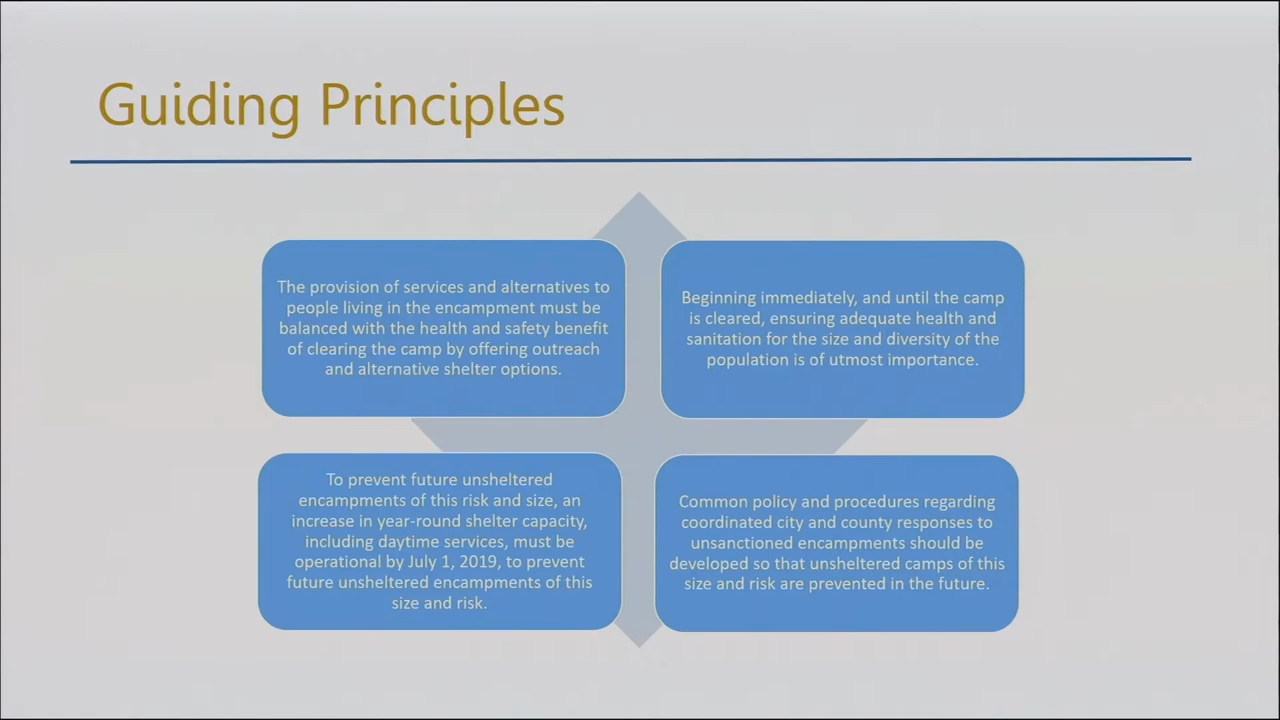 Guiding Principles
The provision of services and alternatives to
people living in the encampment must be
balanced with the health and safety benefit
of clearing the camp by offering outreach
and alternative shelter options.
Beginning immediately, and until the camp
is cleared, ensuring adequate health and
sanitation for the size and diversity of the
population is of utmost importance.
To prevent future unsheltered
encampments of this risk and size, an
increase in year-round shelter capacity,
including daytime services, must be
operational by July 1, 2019, to prevent
future unsheltered encampments of this
size and risk.
Common policy and procedures regarding
coordinated city and county responses to
unsanctioned encampments should be
developed so that unsheltered camps of this
size and risk are prevented in the future.